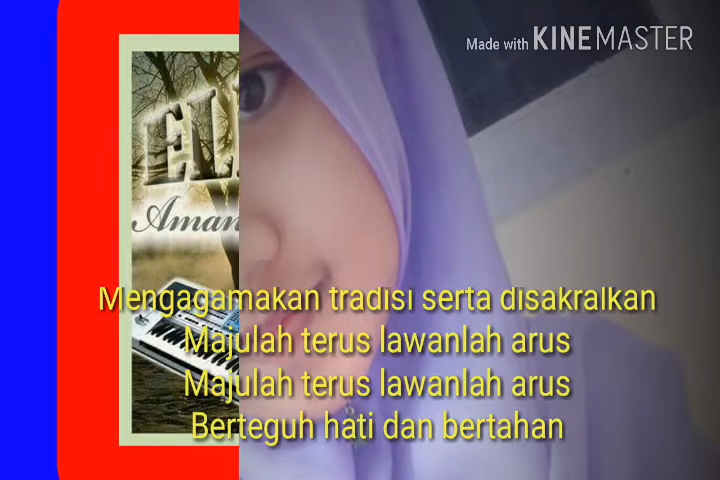 Made with KINEMASTER
Mengagamakan tradisi serta disakralkan
Majulah terus lawanlah arus
Majulah terus lawanlah arus
Berteguh hati dan bertahan